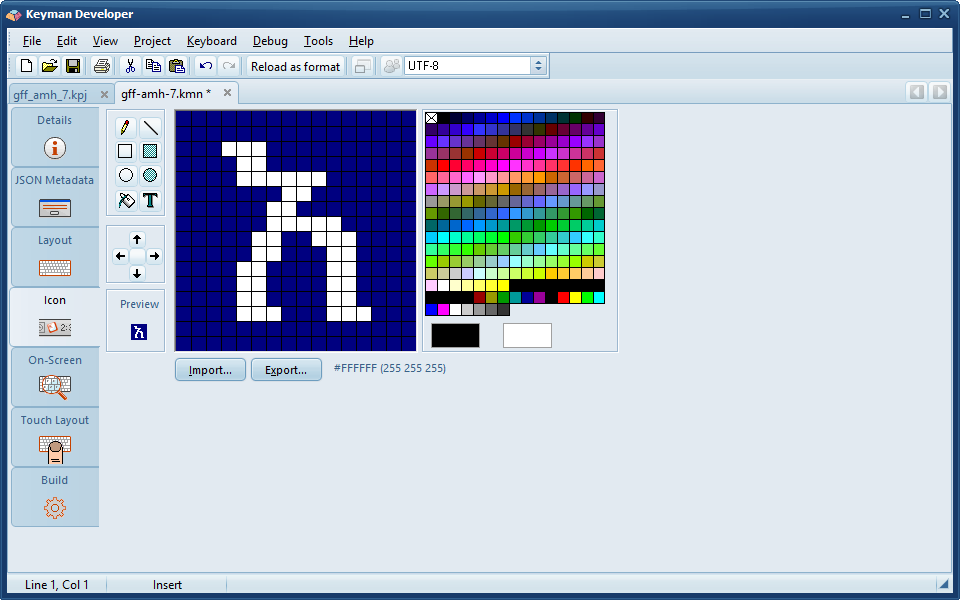 Keyman Developer
File Edit View Project Keyboard Debug Tools Help
Reload as format UTF-8
gff_amh_7.kpj gff-amh-7.kmn *
Details
JSON Metadata
Layout
Icon
On-Screen
Touch Layout
Build
T
Preview
አ
አ
Import... Export... #FFFFFF (255 255 255)
Line 1, Col 1 Insert